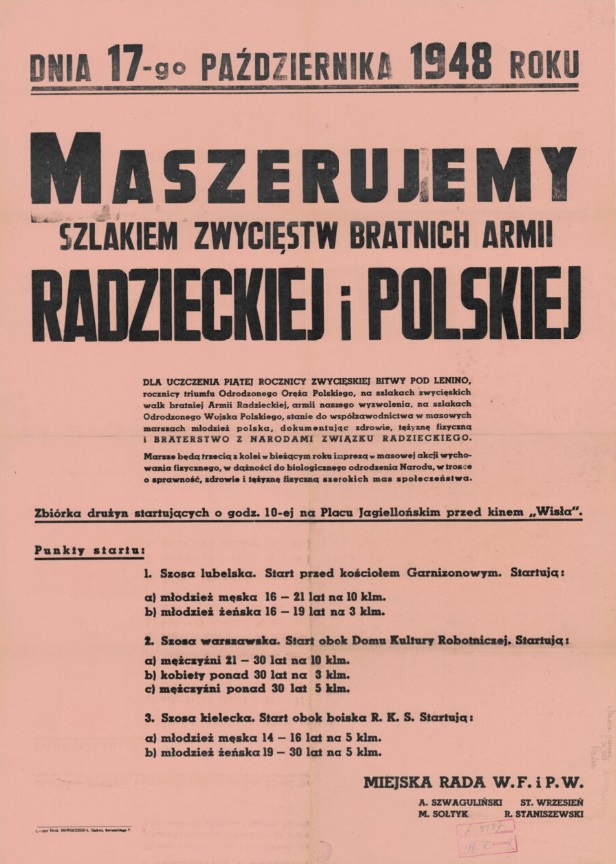 DNIA 17-go PAŹDZIERNIKA 1948 ROKU
MASZERUJEMY
SZLAKIEM ZWYCIĘSTW BRATNICH ARMII
RADZIECKIEJ i POLSKIEJ
DLA UCZCZENIA PIĄTEJ ROCZNICY ZWYCIĘSKIEJ BITWY POD LENINO,
rocznicy triumfu Odrodzonego Oręża Polskiego, na szlakach zwycięskich
walk bratniej Armii Radzieckiej, armii naszego wyzwolenia, na szlakach
Odrodzonego Wojska Polskiego, stanie do współzawodnictwa w masowych
marszach młodzież polska, dokumentując zdrowie, tężyznę fizyczną
i BRATERSTWO Z NARODAMI ZWIĄZKU RADZIECKIEGO.
Marsze będą trzecią z kolei w bieżącym roku imprezą w masowej akcji wycho-
wania fizycznego, w dążności do biologicznego odrodzenia Narodu, w trosce
o sprawność, zdrowie i tężyznę fizyczną szerokich mas społeczeństwa.
Zbiórka drużyn startujących o godz. 10-ej na Placu Jagiellońskim przed kinem „Wisła".
Punkty startu:
1. Szosa lubelska. Start przed kościołem Garnizonowym. Startują:
a) młodzież męska 16 — 21 lat na 10 klm.
b) młodzież żeńska 16 — 19 lat na 3 klm.
2. Szosa warszawska. Start obok Domu Kultury Robotniczej. Startują:
a) mężczyźni 21 — 30 lat na 10 klm.
b) kobiety ponad 30 lat na 3 klm.
c) mężczyźni ponad 30 lat 5 klm.
3. Szosa kielecka. Start obok boiska R. K. S. Startują:
a) młodzież męska 14 — 16 lat na 5 klm.
b) młodzież żeńska 19 — 30 lat na 5 klm.
MIEJSKA RADA W.F. i P.W.
A. SZWAGULIŃSKI ST. WRZESIEŃ
M. SOŁTYK R. STANISZEWSKI